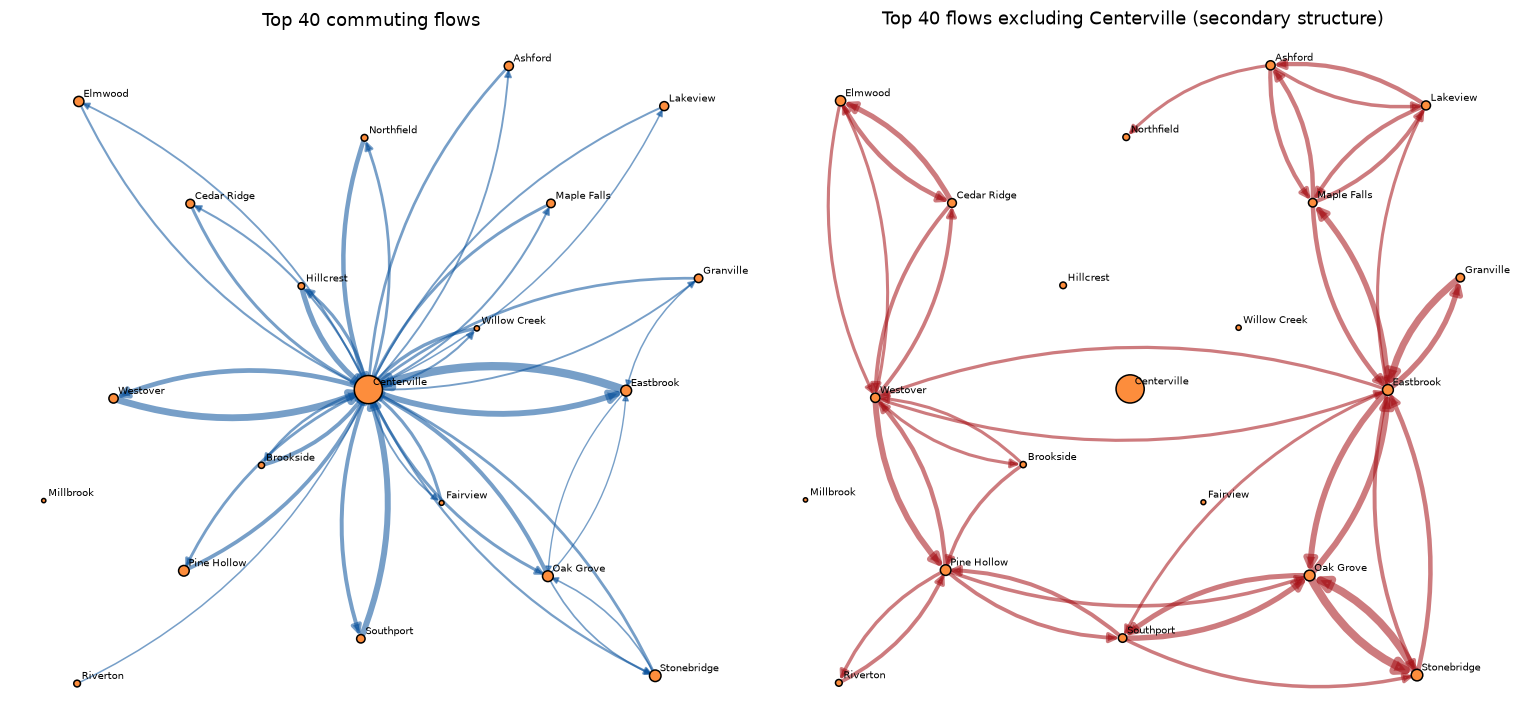 Top 40 commuting flows
Ashford
Elmwood
Lakeview
Northfield
Cedar Ridge
Maple Falls
Granville
Hillcrest
Willow Creek
Centerville
Eastbrook
Westover
Brookside
Millbrook
Fairview
Pine Hollow
Oak Grove
Southport
Stonebridge
Riverton
Top 40 flows excluding Centerville (secondary structure)
Ashford
Elmwood
Lakeview
Northfield
Cedar Ridge
Maple Falls
Granville
Hillcrest
Willow Creek
Centerville
Eastbrook
Westover
Brookside
Millbrook
Fairview
Pine Hollow
Oak Grove
Southport
Stonebridge
Riverton